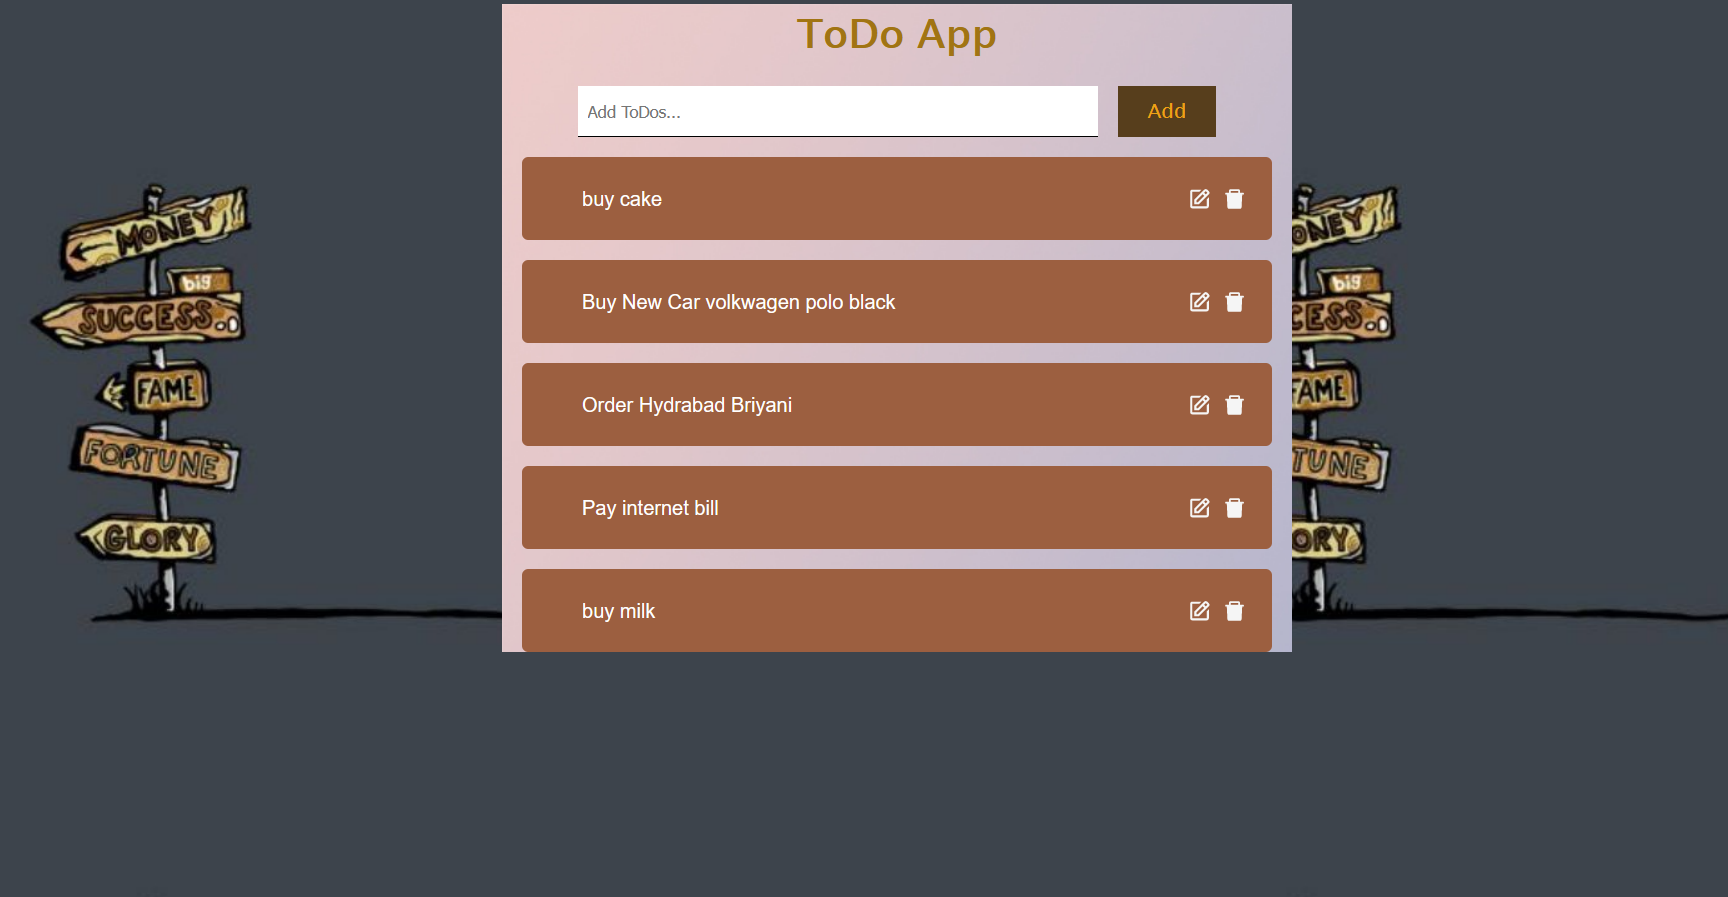 ToDo App
Add ToDos...
Add
buy cake
Buy New Car volkwagen polo black
Order Hydrabad Briyani
Pay internet bill
buy milk
MONEY
big
SUCCESS..
FAME
FORTUNE
GLORY
ONEY
big
CESS..
FAME
TUNE
ORY